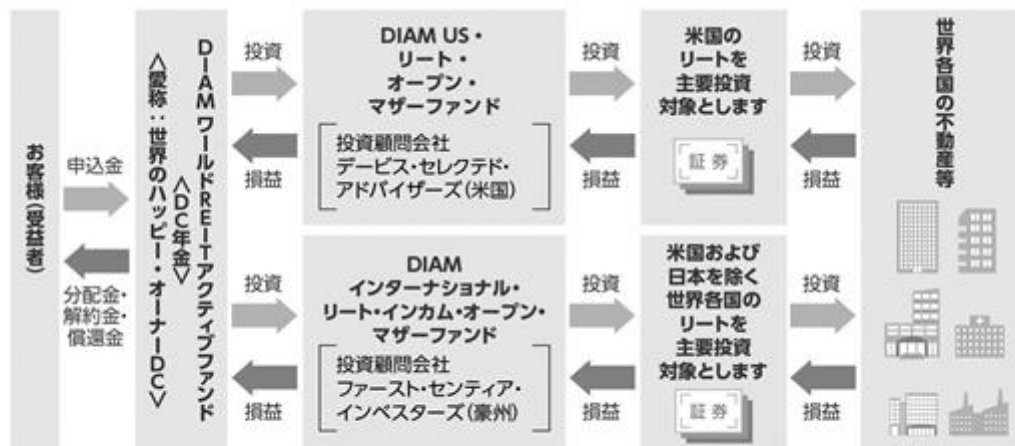 お客様(受益者)
申込金
分配金・
解約金・
償還金
DIAMワールドREITアクティブファンド
<DC年金>
<愛称:世界のハッピー・オーナーDC>
投資
損益
DIAM US・
リート・
オープン・
マザーファンド
投資顧問会社
デービス・セレクテド・
アドバイザーズ(米国)
投資
損益
米国の
リートを
主要投資
対象とします
証券
投資
損益
投資
損益
DIAM
インターナショナル・
リート・インカム・オープン・
マザーファンド
投資顧問会社
ファースト・センティア・
インベスターズ(豪州)
投資
損益
米国および
日本を除く
世界各国の
リートを
主要投資
対象とします
証券
投資
損益
世界各国の不動産等